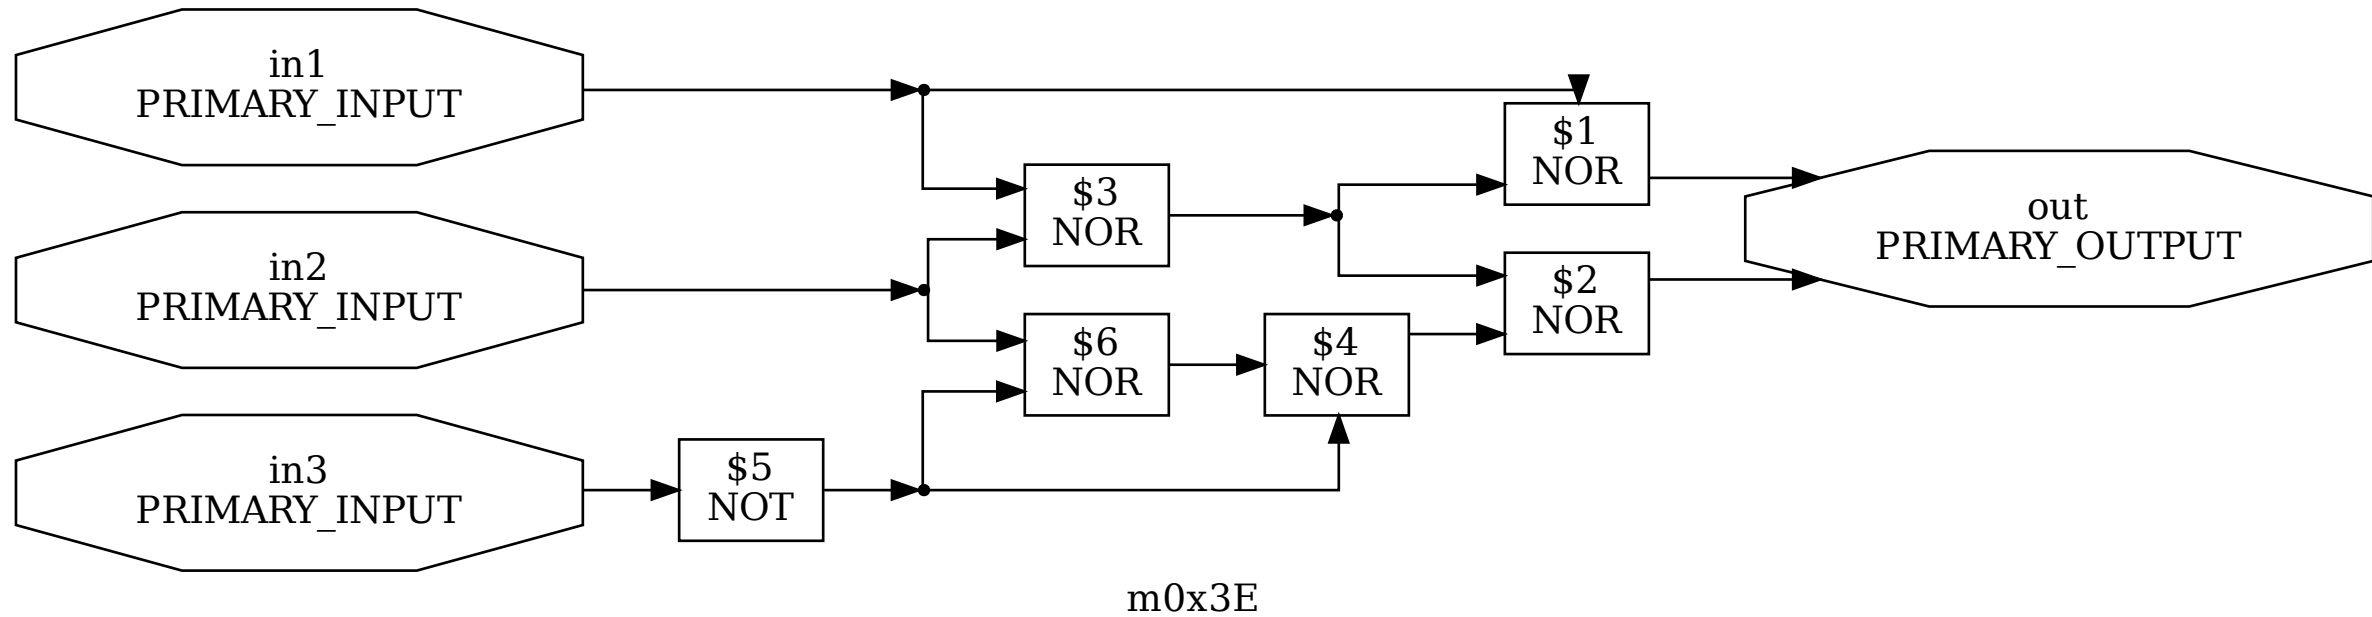 in1
PRIMARY_INPUT
in2
PRIMARY_INPUT
in3
PRIMARY_INPUT
$5
NOT
$3
NOR
$6
NOR
$4
NOR
$1
NOR
$2
NOR
out
PRIMARY_OUTPUT
m0x3E